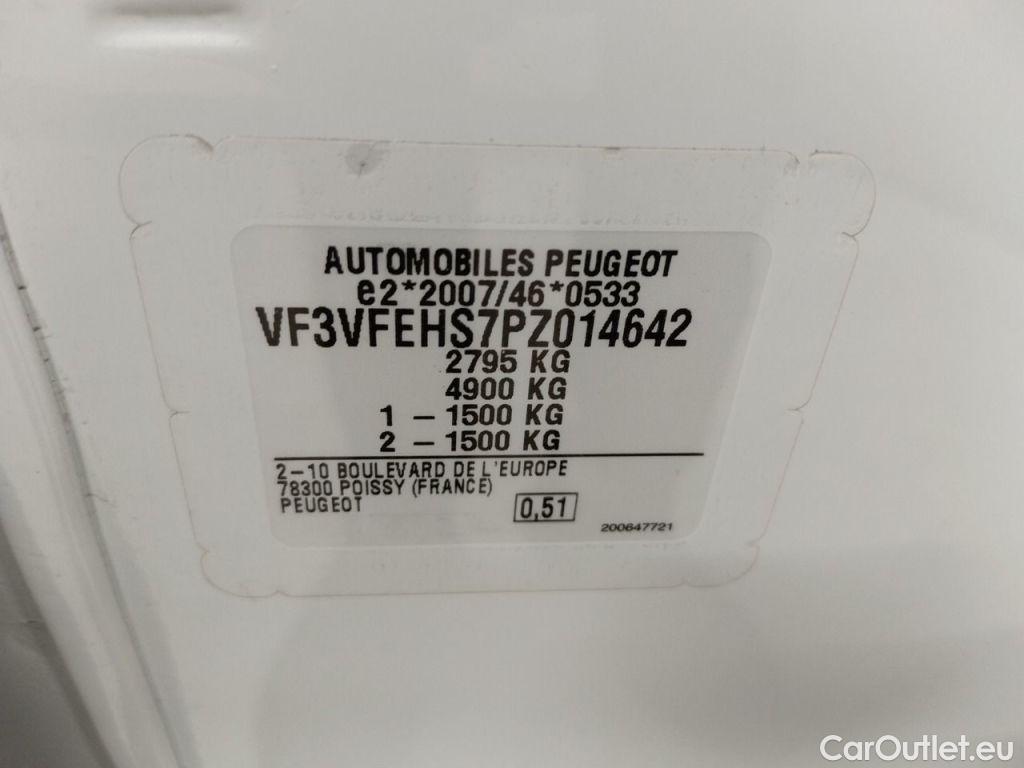 AUTOMOBILES PEUGEOT
e2*2007/46*0533
VF3VFEHS7PZ014642
2795 KG
4900 KG
1 – 1500 KG
2 – 1500 KG
2–10 BOULEVARD DE L'EUROPE
78300 POISSY (FRANCE)
PEUGEOT
0,51
200647721
CarOutlet.eu